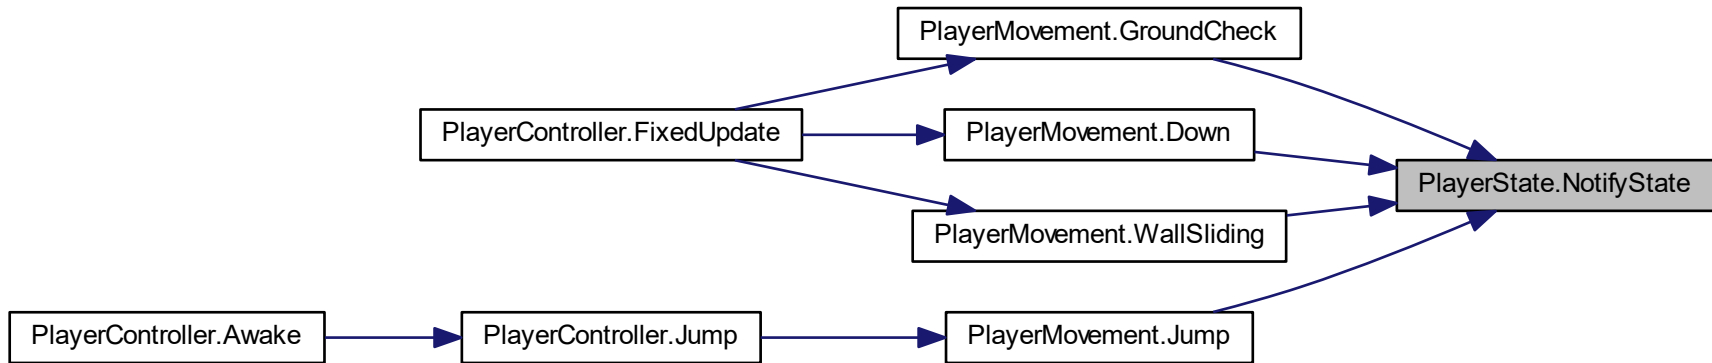 PlayerMovement.GroundCheck
PlayerController.FixedUpdate
PlayerMovement.Down
PlayerState.NotifyState
PlayerMovement.WallSliding
PlayerController.Awake
PlayerController.Jump
PlayerMovement.Jump